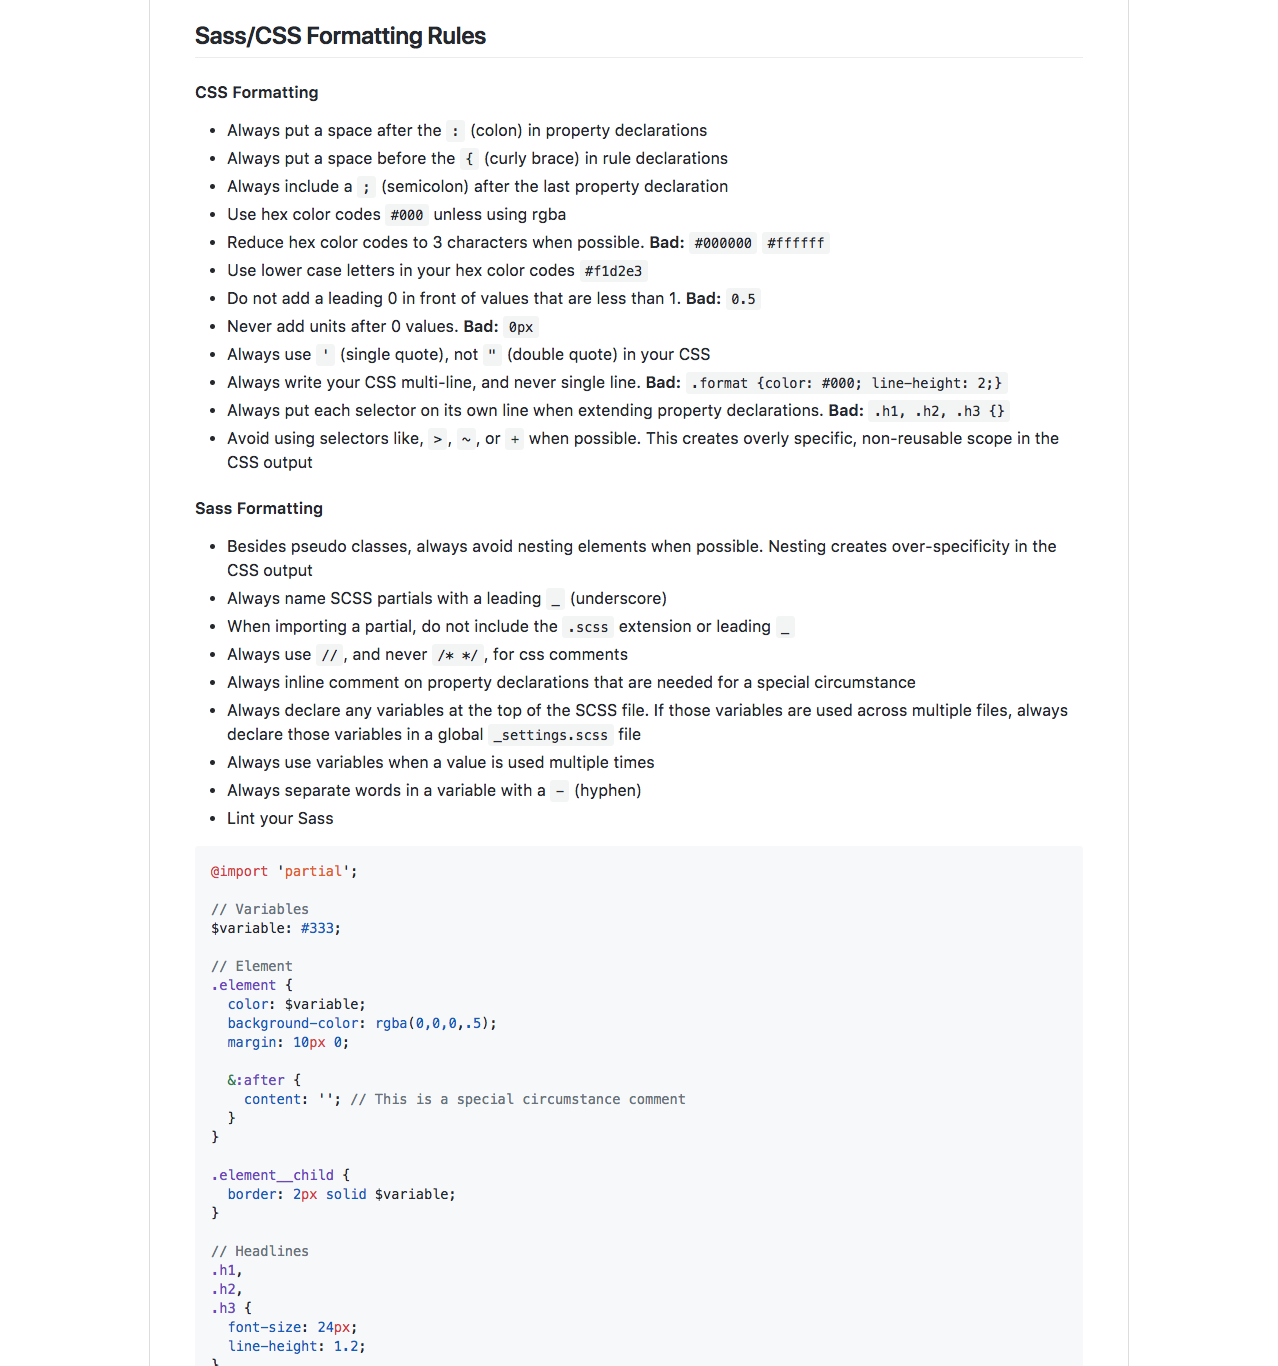 Sass/CSS Formatting Rules
CSS Formatting
Always put a space after the : (colon) in property declarations
Always put a space before the { (curly brace) in rule declarations
Always include a ; (semicolon) after the last property declaration
Use hex color codes #000 unless using rgba
Reduce hex color codes to 3 characters when possible. Bad: #000000 #ffffff
Use lower case letters in your hex color codes #f1d2e3
Do not add a leading 0 in front of values that are less than 1. Bad: 0.5
Never add units after 0 values. Bad: 0px
Always use ' (single quote), not " (double quote) in your CSS
Always write your CSS multi-line, and never single line. Bad: .format {color: #000; line-height: 2;}
Always put each selector on its own line when extending property declarations. Bad: .h1, .h2, .h3 {}
Avoid using selectors like, > , ~ , or + when possible. This creates overly specific, non-reusable scope in the
CSS output
Sass Formatting
Besides pseudo classes, always avoid nesting elements when possible. Nesting creates over-specificity in the
CSS output
Always name SCSS partials with a leading _ (underscore)
When importing a partial, do not include the .scss extension or leading _
Always use // , and never /* */ , for css comments
Always inline comment on property declarations that are needed for a special circumstance
Always declare any variables at the top of the SCSS file. If those variables are used across multiple files, always
declare those variables in a global _settings.scss file
Always use variables when a value is used multiple times
Always separate words in a variable with a - (hyphen)
Lint your Sass
@import 'partial';
// Variables
$variable: #333;
// Element
.element {
color: $variable;
background-color: rgba(0,0,0,.5);
margin: 10px 0;
&:after {
content: ''; // This is a special circumstance comment
}
}
.element__child {
border: 2px solid $variable;
}
// Headlines
.h1,
.h2,
.h3 {
font-size: 24px;
line-height: 1.2;
}